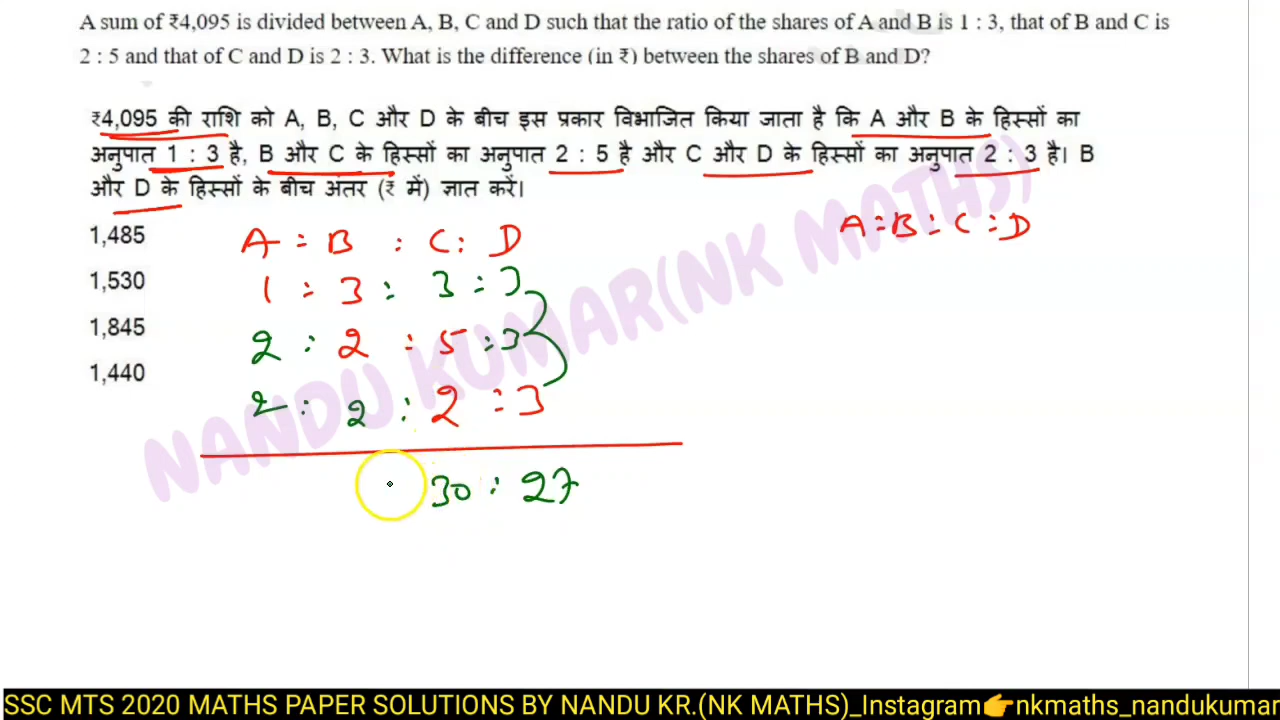 A sum of ₹4,095 is divided between A, B, C and D such that the ratio of the shares of A and B is 1 : 3, that of B and C is
2 : 5 and that of C and D is 2 : 3. What is the difference (in ₹) between the shares of B and D?
₹4,095 की राशि को A, B, C और D के बीच इस प्रकार विभाजित किया जाता है कि A और B के हिस्सों का
अनुपात 1 : 3 है, B और C के हिस्सों का अनुपात 2 : 5 है और C और D के हिस्सों का अनुपात 2 : 3 है। B
और D के हिस्सों के बीच अंतर (₹ में) ज्ञात करें।
A : B : C : D
1,485
A : B : C : D
1,530
1 : 3 : 3 : 3
1,845
2 : 2 : 5 : 3
1,440
2 : 2 : 2 : 3
30 : 27
NANDU KUMAR(NK MATHS)
SSC MTS 2020 MATHS PAPER SOLUTIONS BY NANDU KR.(NK MATHS)_Instagram👉nkmaths_nandukumar